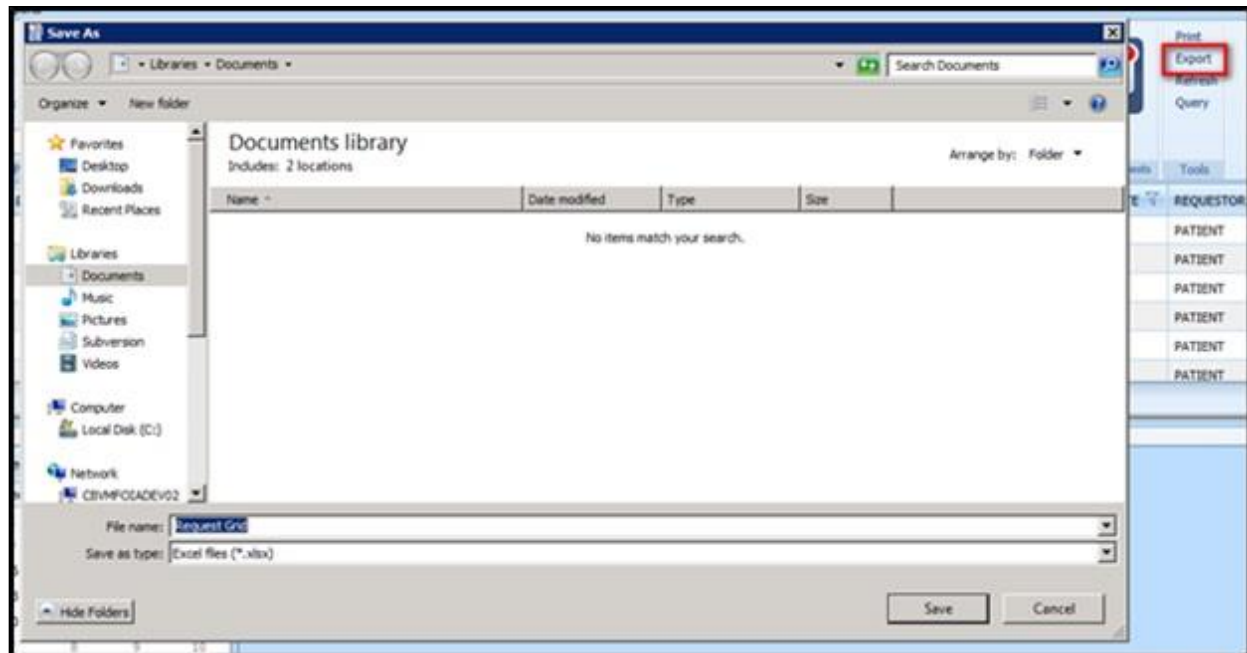 Save As
Print
Export
Refresh
Query
Tools
Libraries
Documents
Search Documents
Organize
New folder
Favorites
Desktop
Downloads
Recent Places
Libraries
Documents
Music
Pictures
Subversion
Videos
Computer
Local Disk (C:)
Network
Documents library
Includes: 2 locations
Arrange by: Folder
Name
Date modified
Type
Size
No items match your search.
REQUESTOR
PATIENT
PATIENT
PATIENT
PATIENT
PATIENT
PATIENT
File name: Request Grid
Save as type: Excel files (*.xlsx)
Hide Folders
Save
Cancel
8 9 10